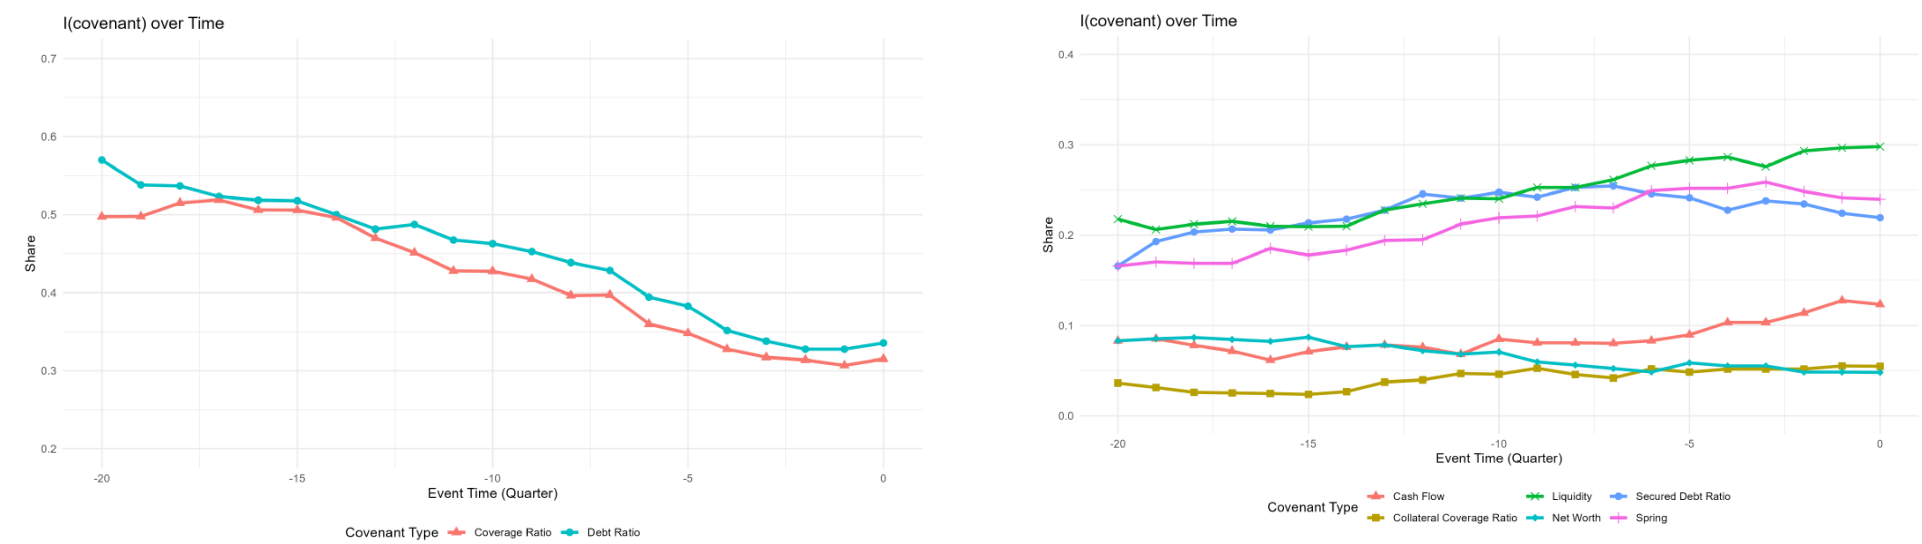 I(covenant) over Time
0.7
0.6
0.5
0.4
0.3
0.2
Share
-20 -15 -10 -5 0
Event Time (Quarter)
Covenant Type Coverage Ratio Debt Ratio
I(covenant) over Time
0.4
0.3
0.2
0.1
0.0
Share
-20 -15 -10 -5 0
Event Time (Quarter)
Covenant Type
Cash Flow Liquidity Secured Debt Ratio
Collateral Coverage Ratio Net Worth Spring